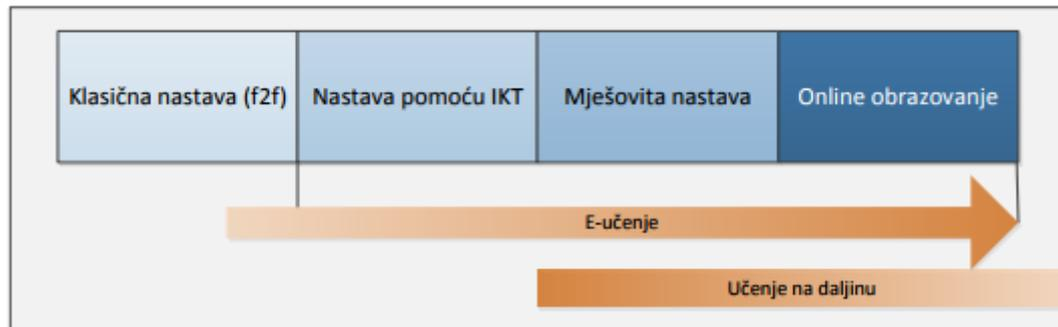 Klasična nastava (f2f)
Nastava pomoću IKT
Mješovita nastava
Online obrazovanje
E-učenje
Učenje na daljinu